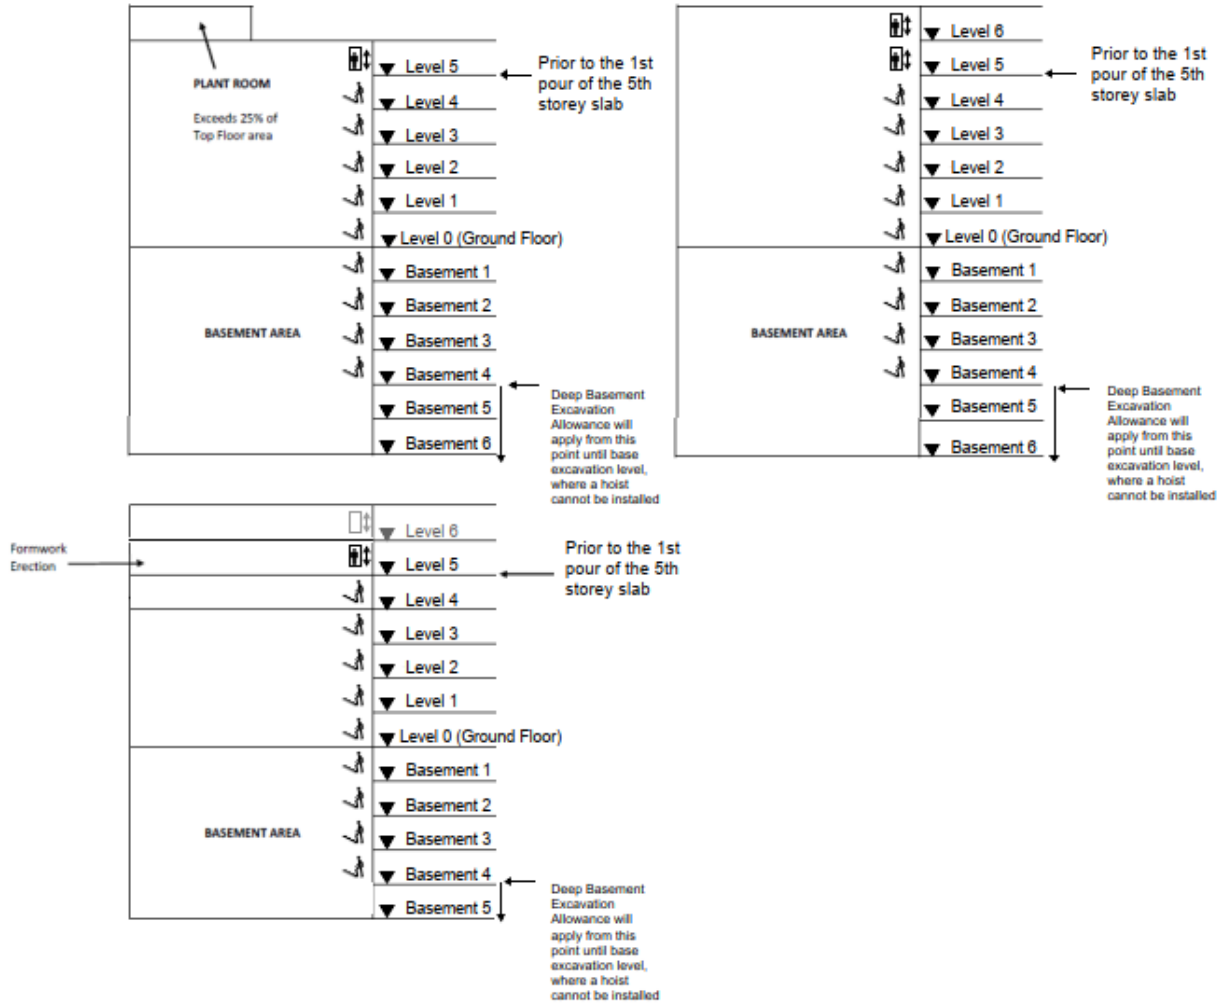 PLANT ROOM
Exceeds 25% of
Top Floor area
Level 5
Level 4
Level 3
Level 2
Level 1
Level 0 (Ground Floor)
Prior to the 1st
pour of the 5th
storey slab
BASEMENT AREA
Basement 1
Basement 2
Basement 3
Basement 4
Basement 5
Basement 6
Deep Basement
Excavation
Allowance will
apply from this
point until base
excavation level,
where a hoist
cannot be installed
Level 6
Level 5
Level 4
Level 3
Level 2
Level 1
Level 0 (Ground Floor)
Prior to the 1st
pour of the 5th
storey slab
BASEMENT AREA
Basement 1
Basement 2
Basement 3
Basement 4
Basement 5
Basement 6
Deep Basement
Excavation
Allowance will
apply from this
point until base
excavation level,
where a hoist
cannot be installed
Formwork
Erection
Level 6
Level 5
Level 4
Level 3
Level 2
Level 1
Level 0 (Ground Floor)
Prior to the 1st
pour of the 5th
storey slab
BASEMENT AREA
Basement 1
Basement 2
Basement 3
Basement 4
Basement 5
Deep Basement
Excavation
Allowance will
apply from this
point until base
excavation level,
where a hoist
cannot be installed